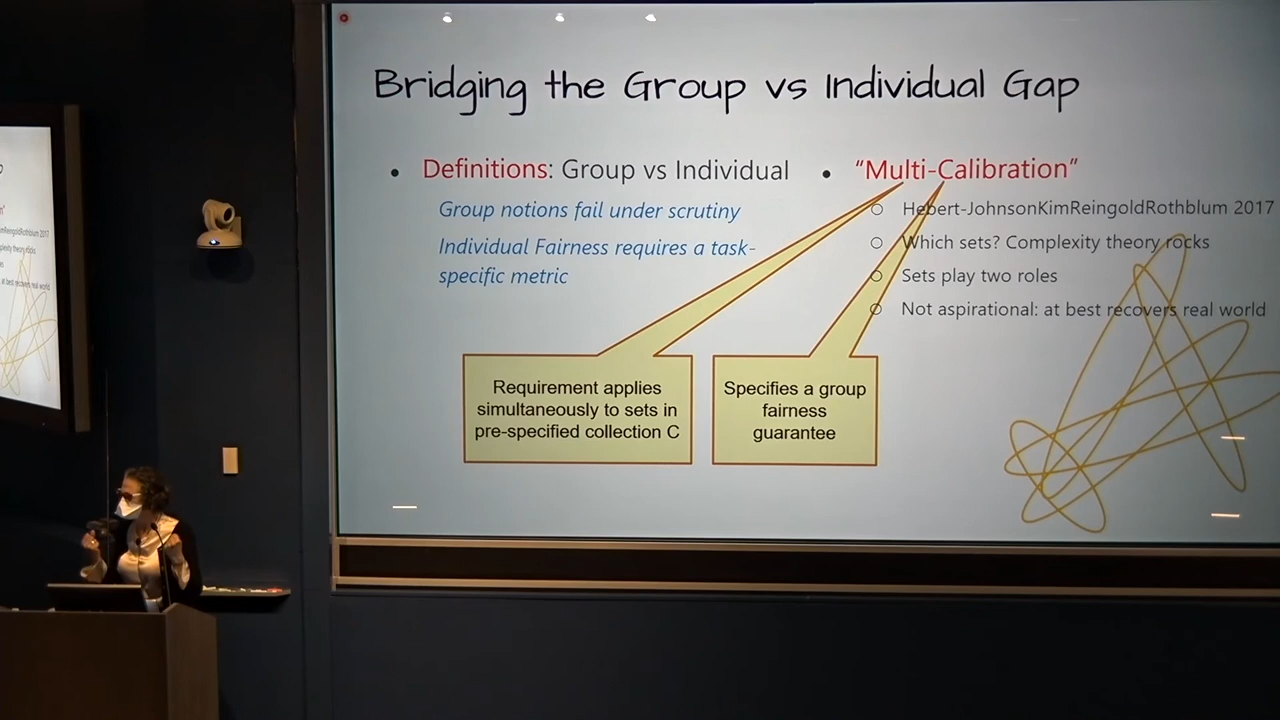 Bridging the Group vs Individual Gap
Definitions: Group vs Individual
Group notions fail under scrutiny
Individual Fairness requires a task-
specific metric
"Multi-Calibration"
Hebert-JohnsonKimReingoldRothblum 2017
Which sets? Complexity theory rocks
Sets play two roles
Not aspirational: at best recovers real world
Requirement applies
simultaneously to sets in
pre-specified collection C
Specifies a group
fairness
guarantee